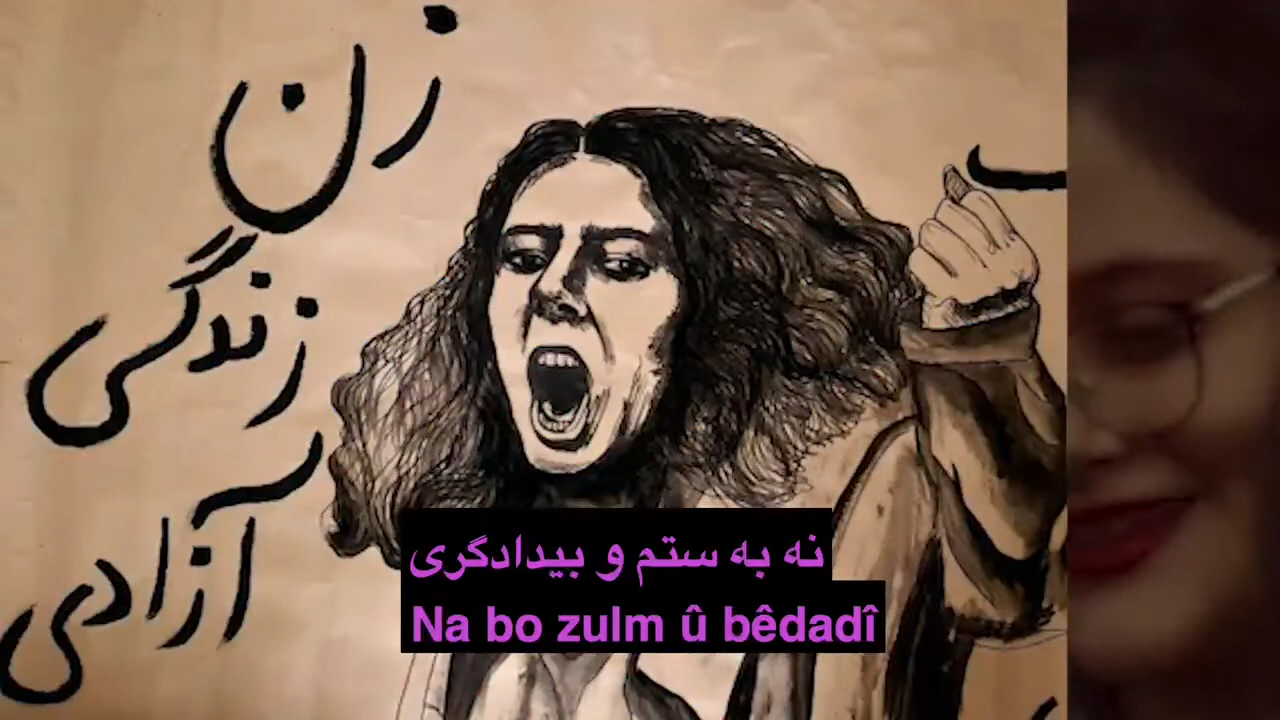 زن
زندگی
آزادی
نه به ستم و بیدادگری
Na bo zulm û bêdadî